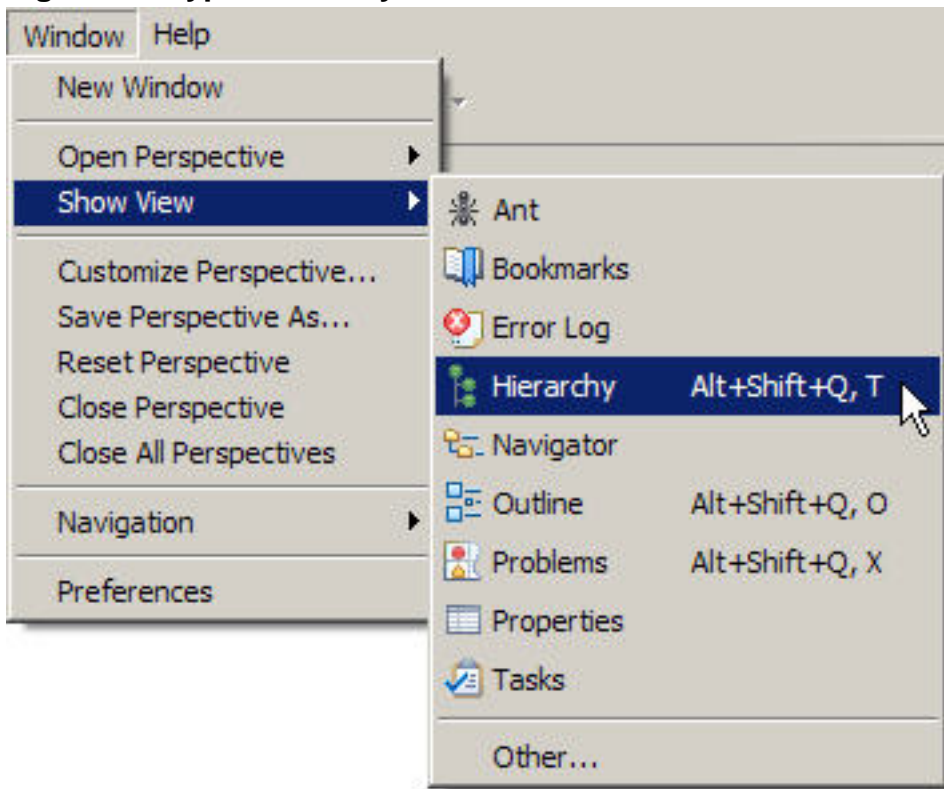 Window Help
New Window
Open Perspective
Show View
Customize Perspective...
Save Perspective As...
Reset Perspective
Close Perspective
Close All Perspectives
Navigation
Preferences
Ant
Bookmarks
Error Log
Hierarchy Alt+Shift+Q, T
Navigator
Outline Alt+Shift+Q, O
Problems Alt+Shift+Q, X
Properties
Tasks
Other...